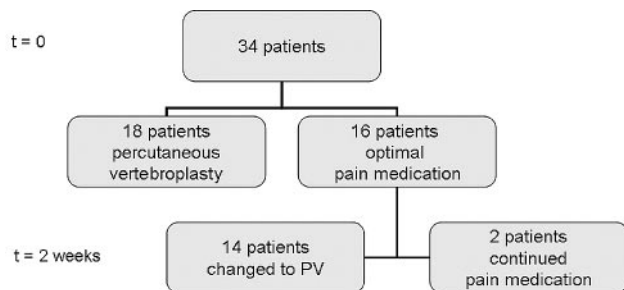 t = 0
34 patients
18 patients
percutaneous
vertebroplasty
16 patients
optimal
pain medication
t = 2 weeks
14 patients
changed to PV
2 patients
continued
pain medication